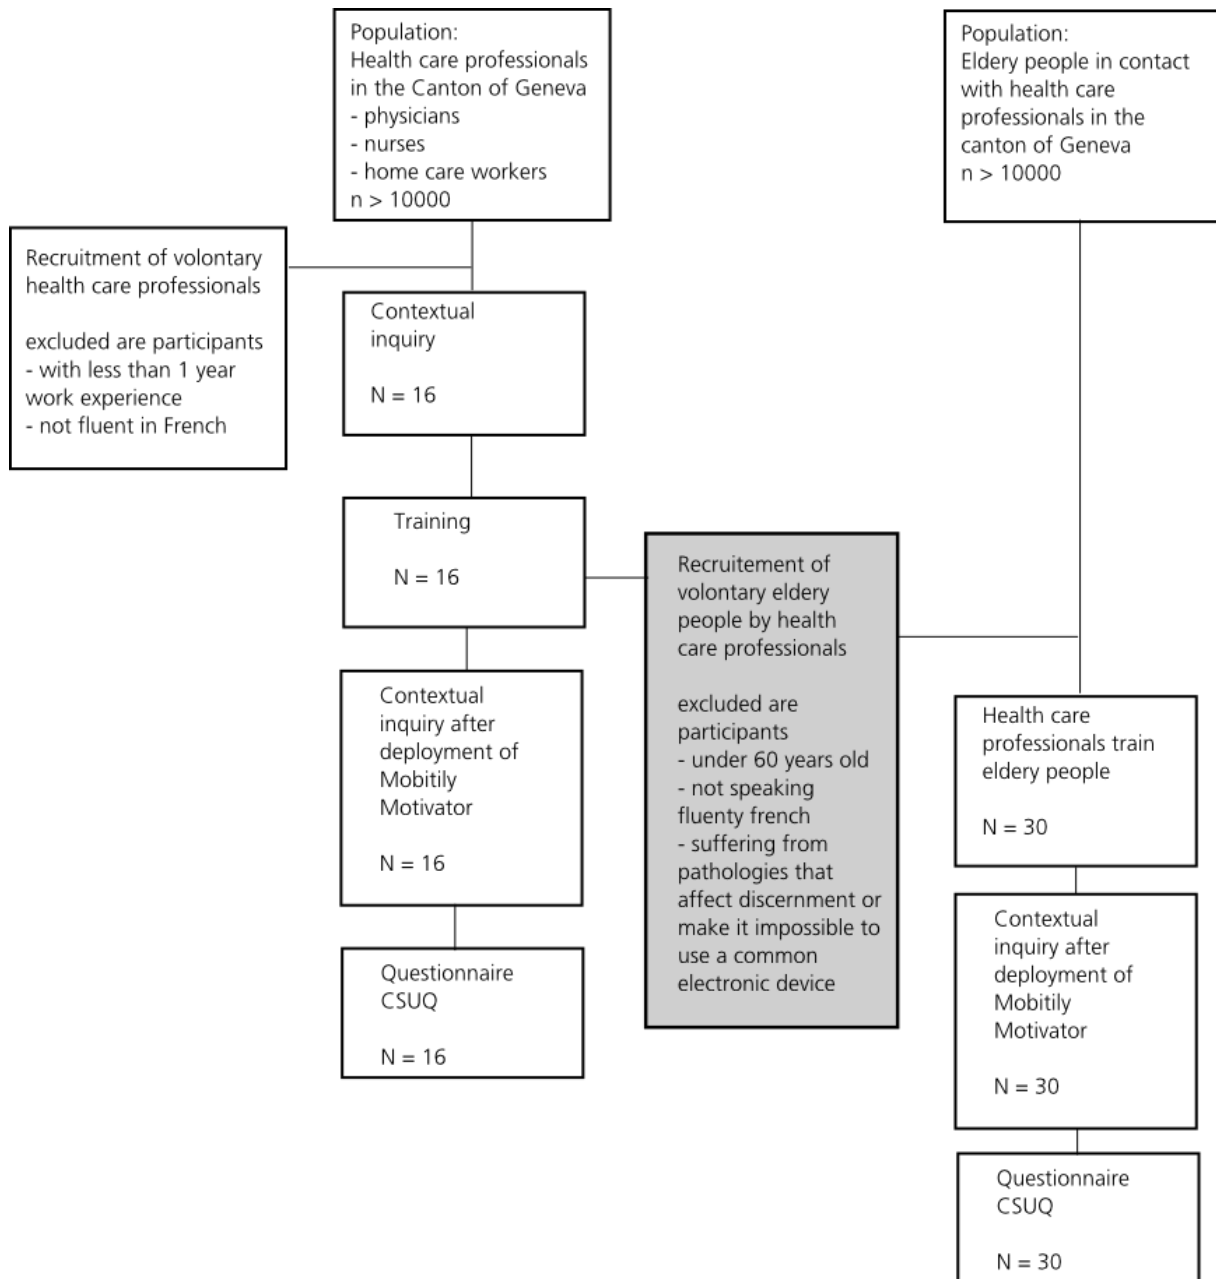 Population:
Health care professionals
in the Canton of Geneva
- physicians
- nurses
- home care workers
n > 10000
Population:
Eldery people in contact
with health care
professionals in the
canton of Geneva
n > 10000
Recruitment of volontary
health care professionals
excluded are participants
- with less than 1 year
work experience
- not fluent in French
Contextual
inquiry
N = 16
Training
N = 16
Recruitement of
volontary eldery
people by health
care professionals
excluded are
participants
- under 60 years old
- not speaking
fluenty french
- suffering from
pathologies that
affect discernment or
make it impossible to
use a common
electronic device
Contextual
inquiry after
deployment of
Mobitily
Motivator
N = 16
Questionnaire
CSUQ
N = 16
Health care
professionals train
eldery people
N = 30
Contextual
inquiry after
deployment of
Mobitily
Motivator
N = 30
Questionnaire
CSUQ
N = 30